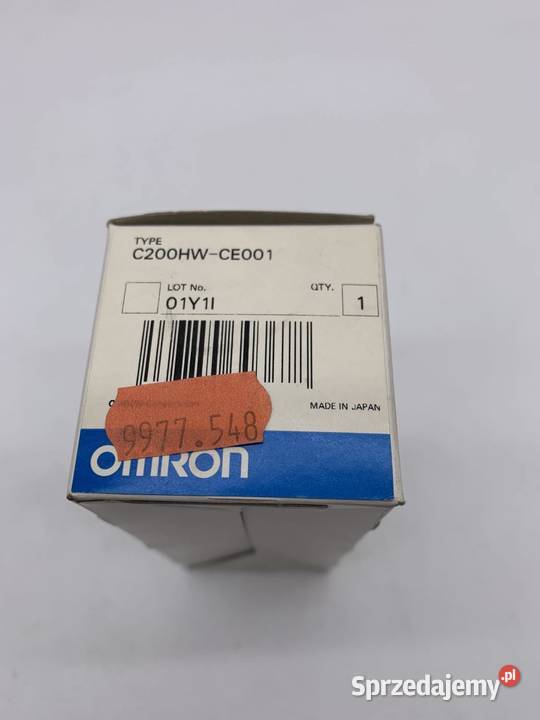 TYPE
C200HW-CE001
LOT No.
01Y1I
QTY.
1
MADE IN JAPAN
9977.548
OMRON
Sprzedajemy.pl